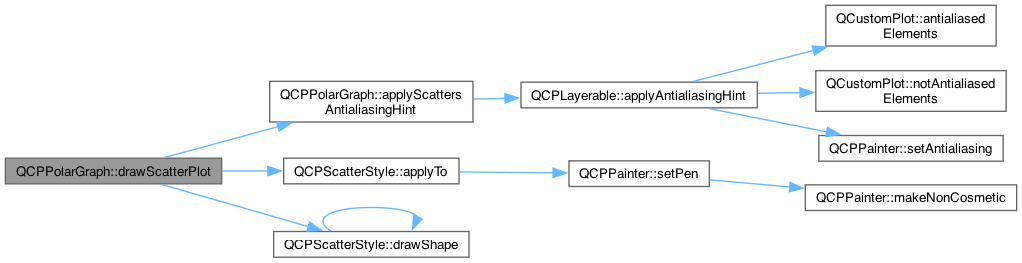 QCPPolarGraph::drawScatterPlot
QCPPolarGraph::applyScatters
AntialiasingHint
QCPLayerable::applyAntialiasingHint
QCustomPlot::antialiased
Elements
QCustomPlot::notAntialiased
Elements
QCPPainter::setAntialiasing
QCPScatterStyle::applyTo
QCPPainter::setPen
QCPPainter::makeNonCosmetic
QCPScatterStyle::drawShape